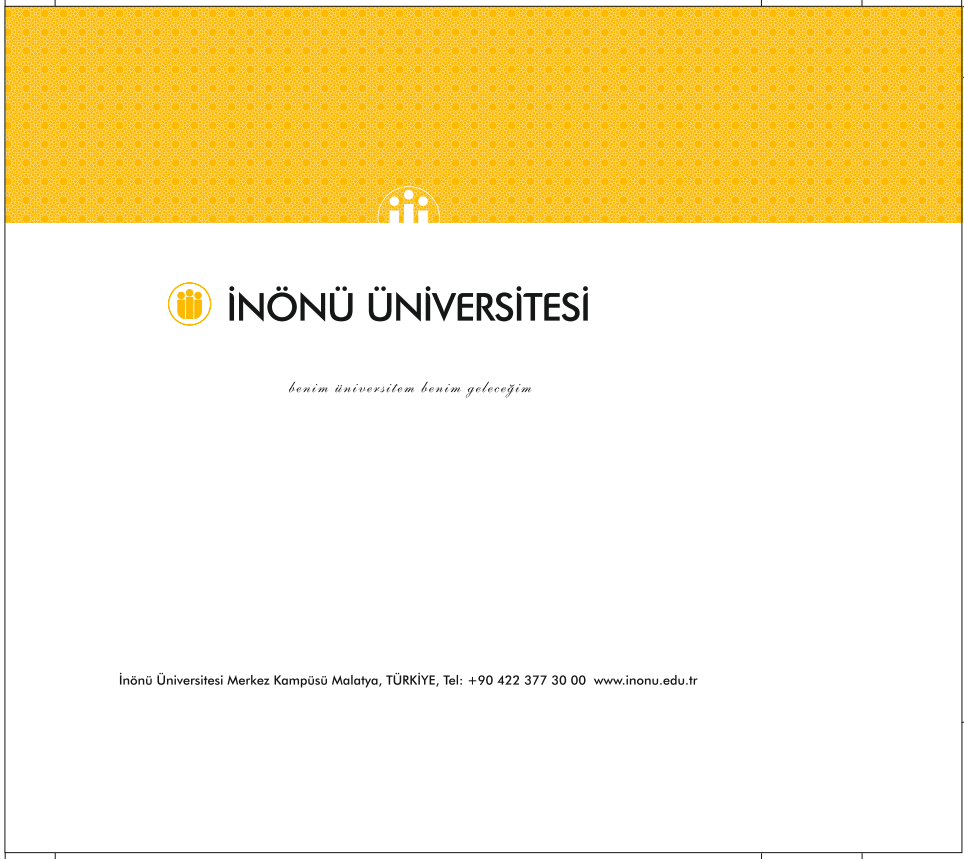 İNÖNÜ ÜNİVERSİTESİ
benim üniversitem benim geleceğim
İnönü Üniversitesi Merkez Kampüsü Malatya, TÜRKİYE, Tel: +90 422 377 30 00 www.inonu.edu.tr